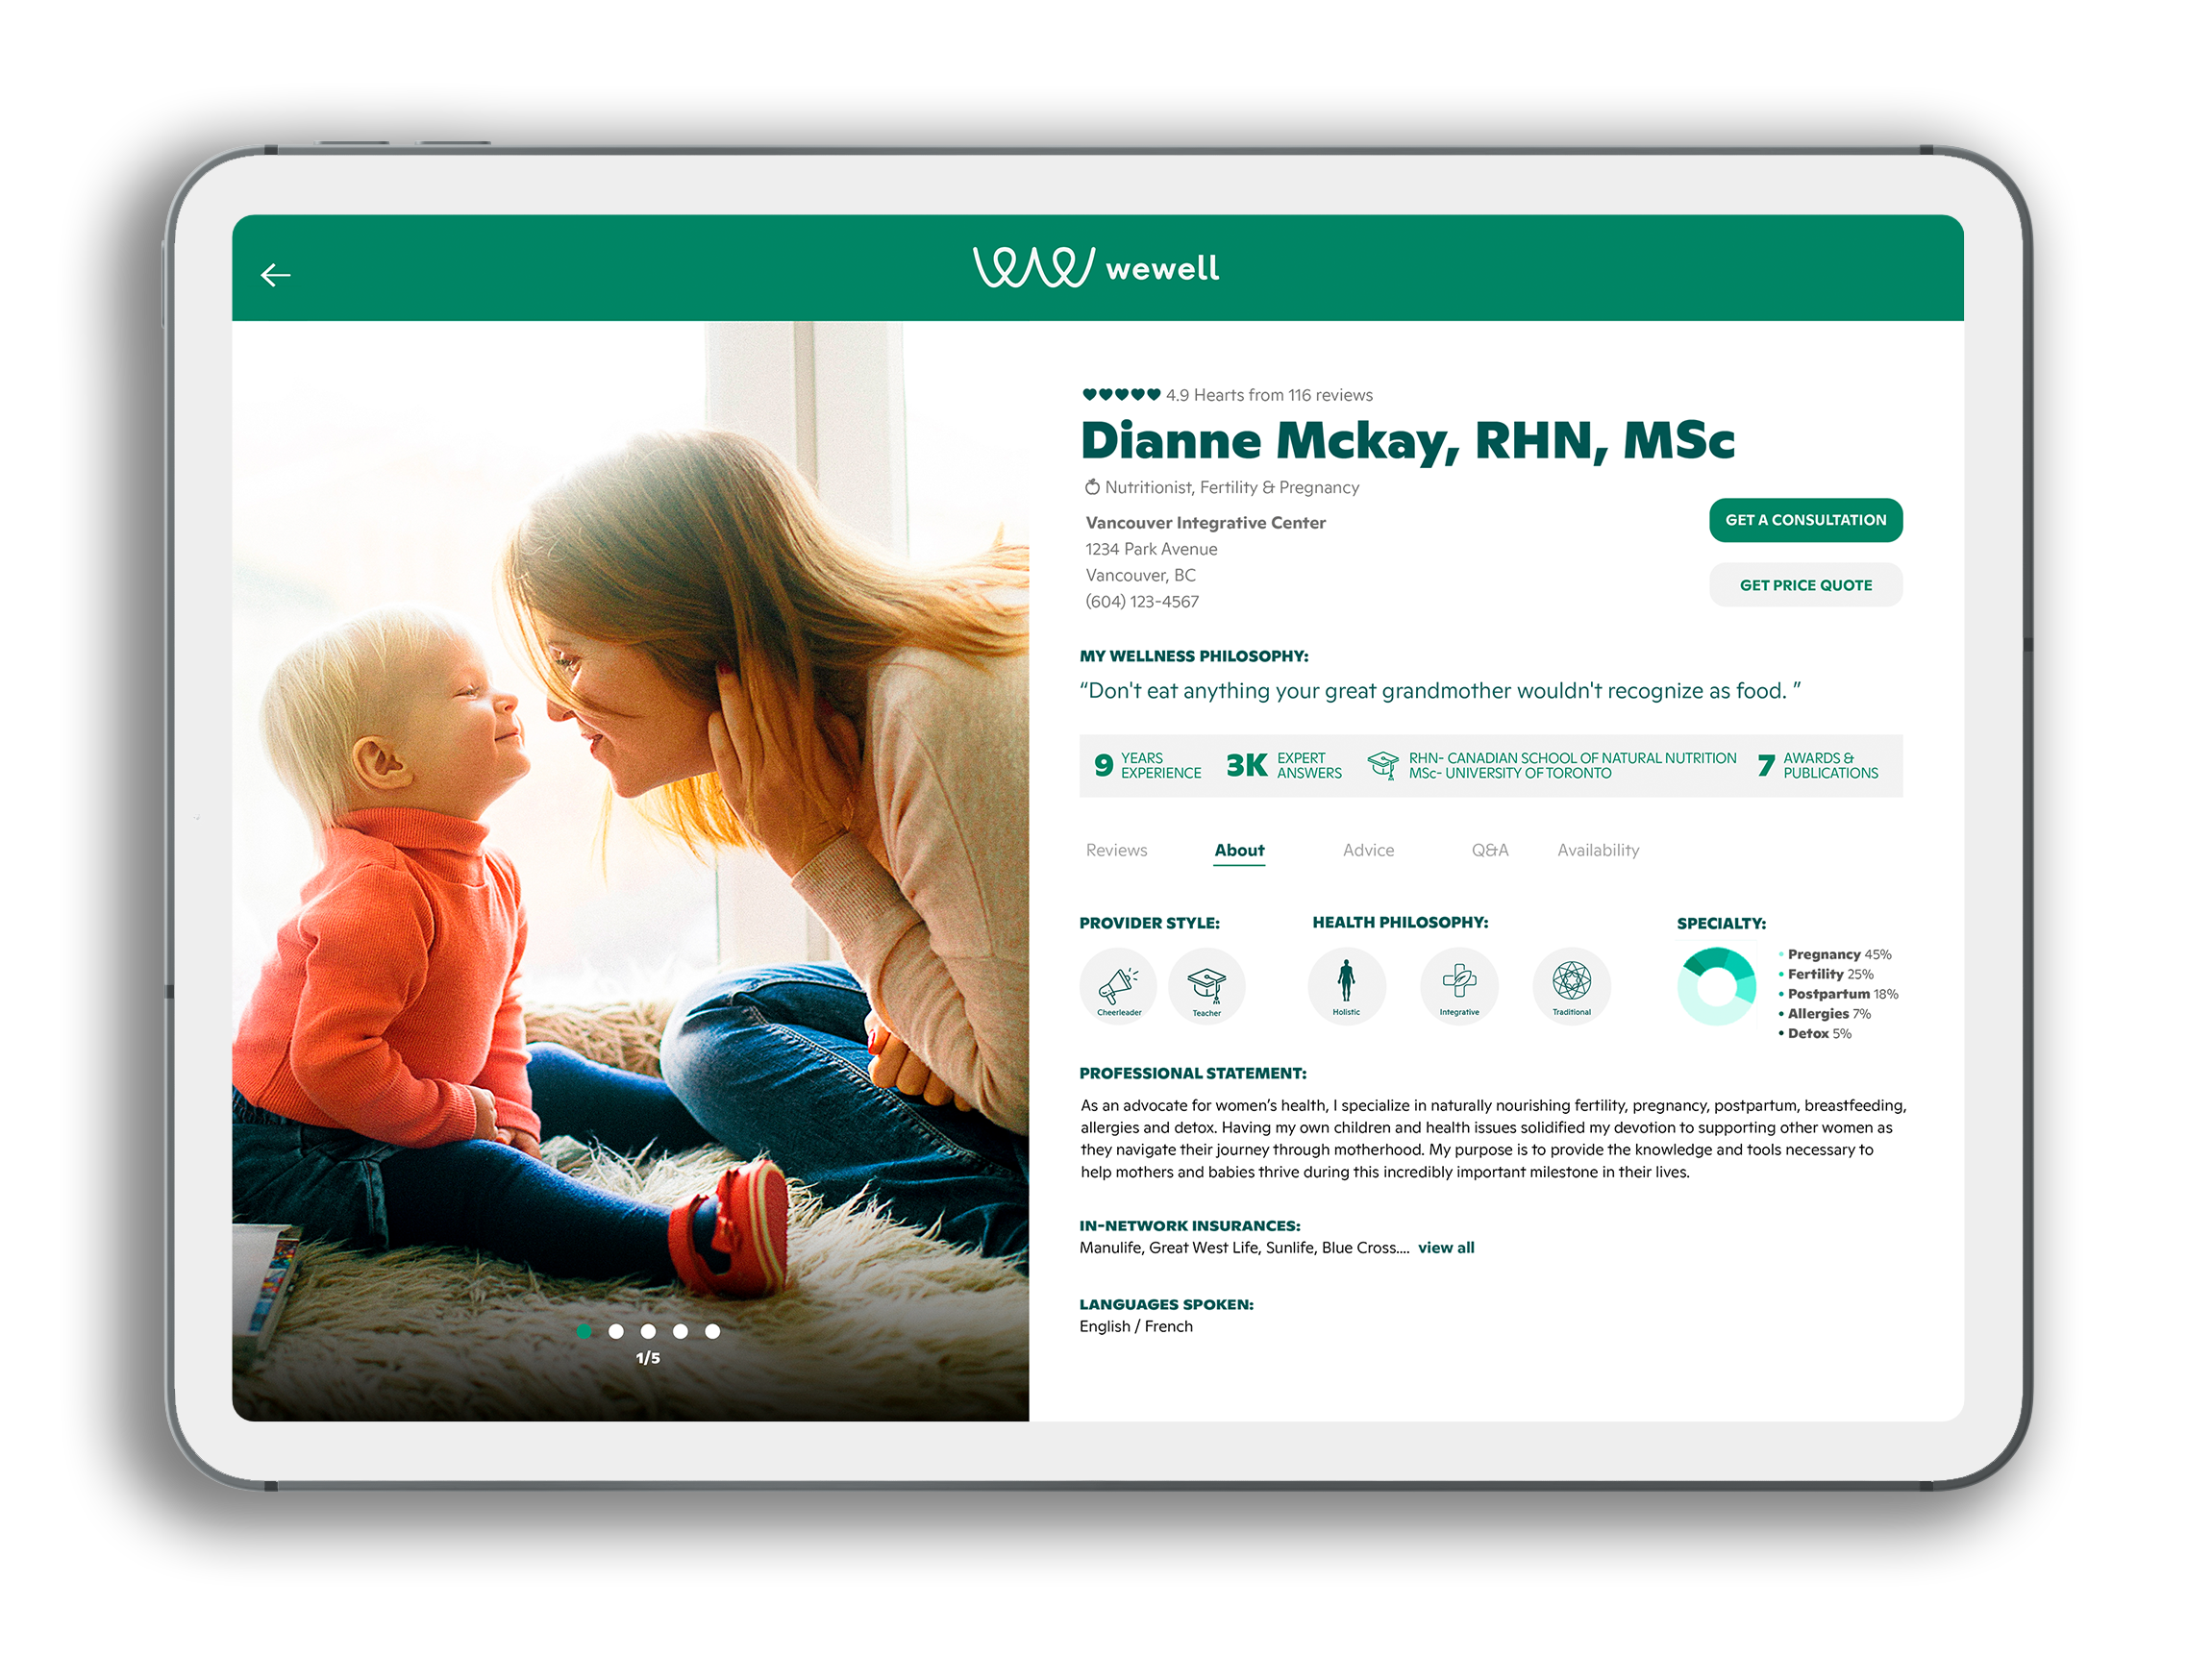 wewell
4.9 Hearts from 116 reviews
Dianne Mckay, RHN, MSc
Nutritionist, Fertility & Pregnancy
Vancouver Integrative Center
1234 Park Avenue
Vancouver, BC
(604) 123-4567
GET A CONSULTATION
GET PRICE QUOTE
MY WELLNESS PHILOSOPHY:
“Don't eat anything your great grandmother wouldn't recognize as food. ”
9 YEARS
EXPERIENCE
3K EXPERT
ANSWERS
RHN- CANADIAN SCHOOL OF NATURAL NUTRITION
MSc- UNIVERSITY OF TORONTO
7 AWARDS &
PUBLICATIONS
Reviews About Advice Q&A Availability
PROVIDER STYLE:
Cheerleader
Teacher
HEALTH PHILOSOPHY:
Holistic
Integrative
Traditional
SPECIALTY:
• Pregnancy 45%
• Fertility 25%
• Postpartum 18%
• Allergies 7%
• Detox 5%
PROFESSIONAL STATEMENT:
As an advocate for women’s health, I specialize in naturally nourishing fertility, pregnancy, postpartum, breastfeeding,
allergies and detox. Having my own children and health issues solidified my devotion to supporting other women as
they navigate their journey through motherhood. My purpose is to provide the knowledge and tools necessary to
help mothers and babies thrive during this incredibly important milestone in their lives.
IN-NETWORK INSURANCES:
Manulife, Great West Life, Sunlife, Blue Cross.... view all
LANGUAGES SPOKEN:
English / French
1/5